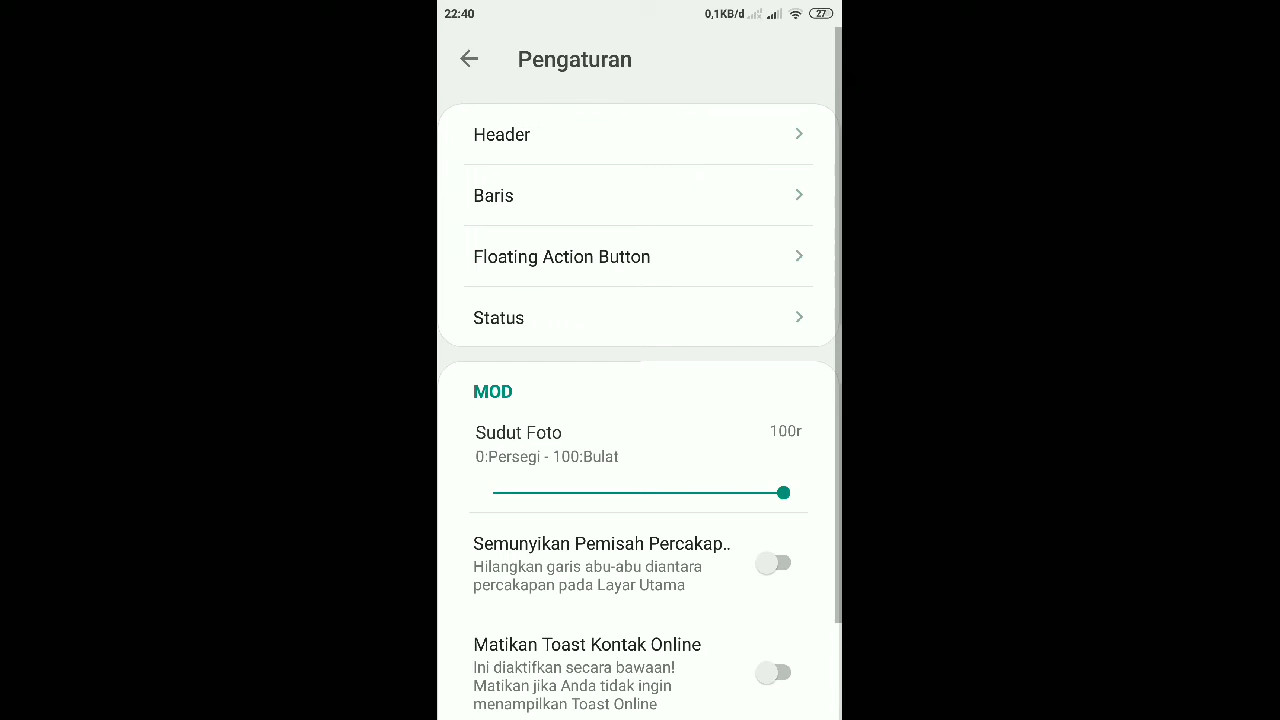 22:40
0,1KB/d
27
Pengaturan
Header
Baris
Floating Action Button
Status
MOD
Sudut Foto
100r
0:Persegi - 100:Bulat
Semunyikan Pemisah Percakap..
Hilangkan garis abu-abu diantara
percakapan pada Layar Utama
Matikan Toast Kontak Online
Ini diaktifkan secara bawaan!
Matikan jika Anda tidak ingin
menampilkan Toast Online